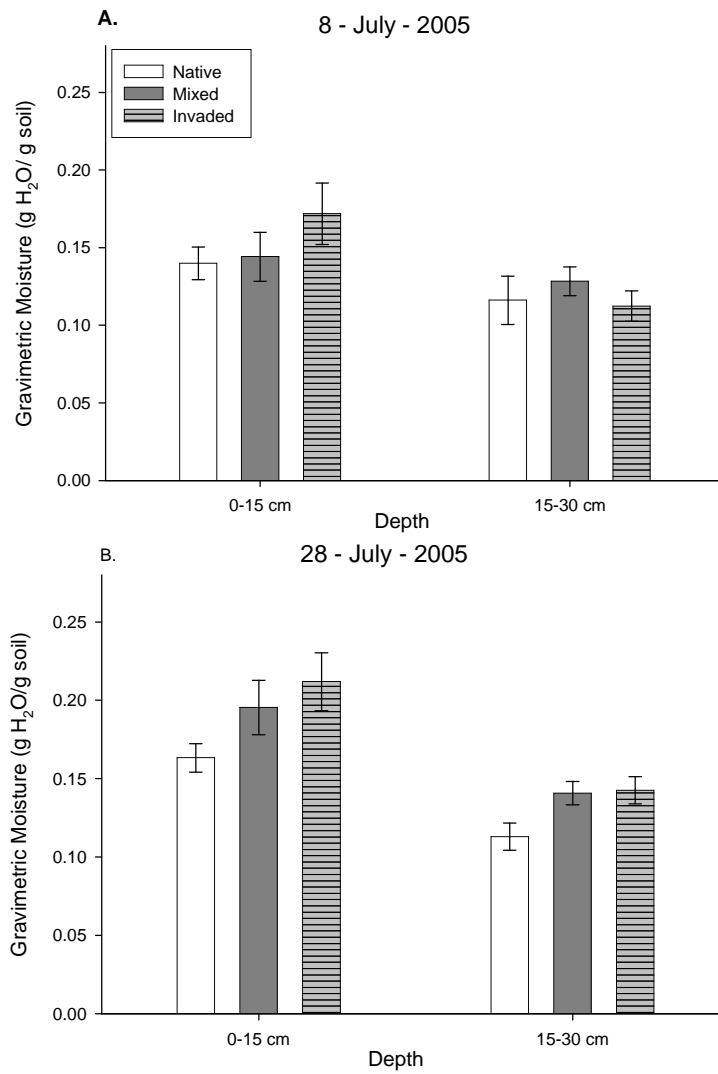 A.
8 - July - 2005
Native
Mixed
Invaded
Gravimetric Moisture (g H₂O/ g soil)
0.25
0.20
0.15
0.10
0.05
0.00
0-15 cm
15-30 cm
Depth
B.
28 - July - 2005
Gravimetric Moisture (g H₂O/g soil)
0.25
0.20
0.15
0.10
0.05
0.00
0-15 cm
15-30 cm
Depth